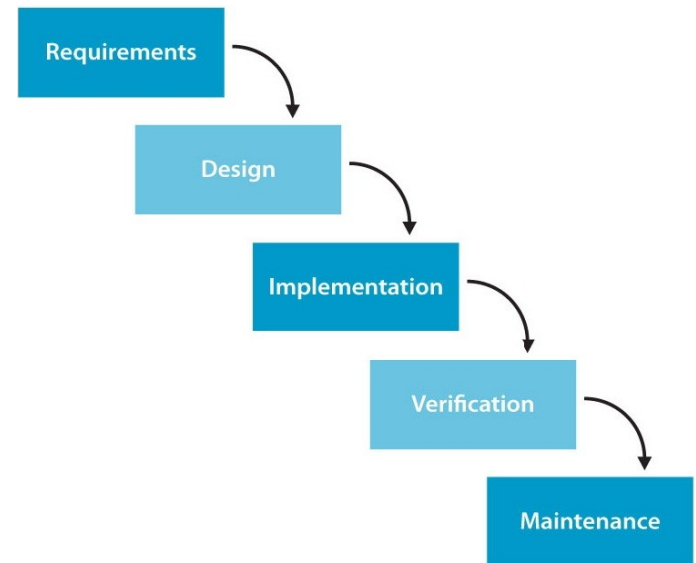 Requirements
Design
Implementation
Verification
Maintenance